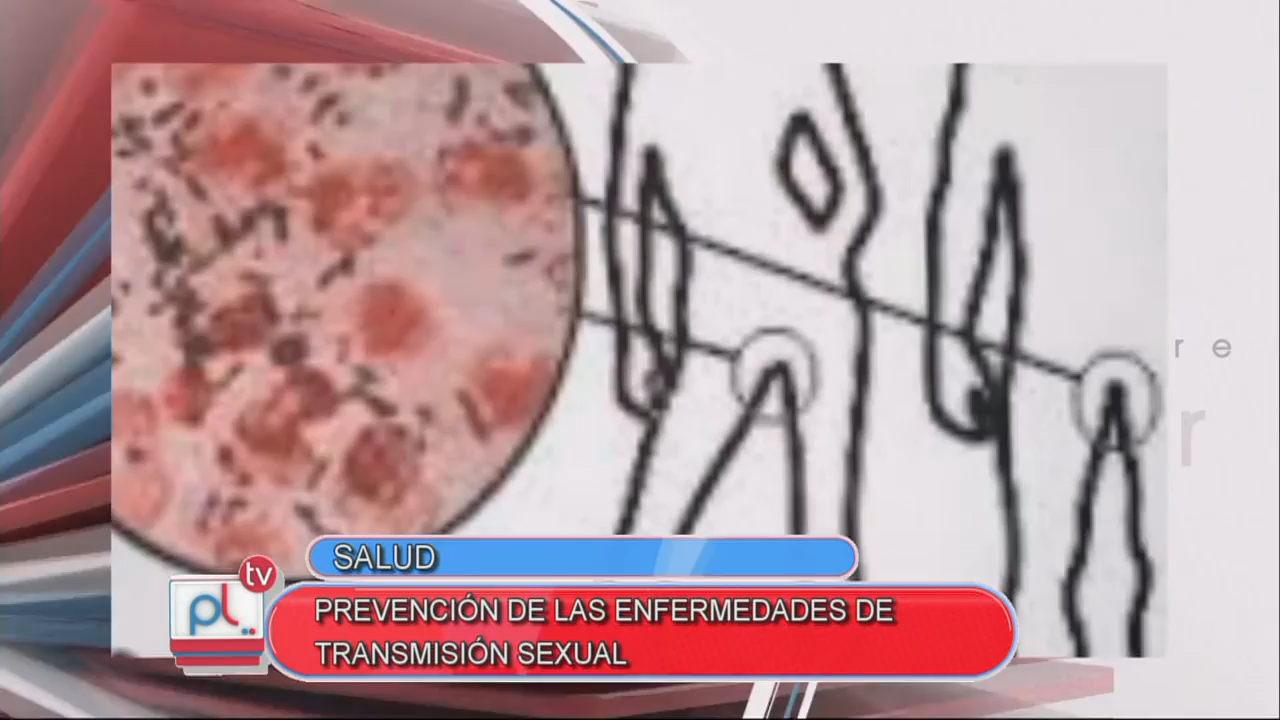 r e
r
SALUD
tv
pL
PREVENCIÓN DE LAS ENFERMEDADES DE
TRANSMISIÓN SEXUAL